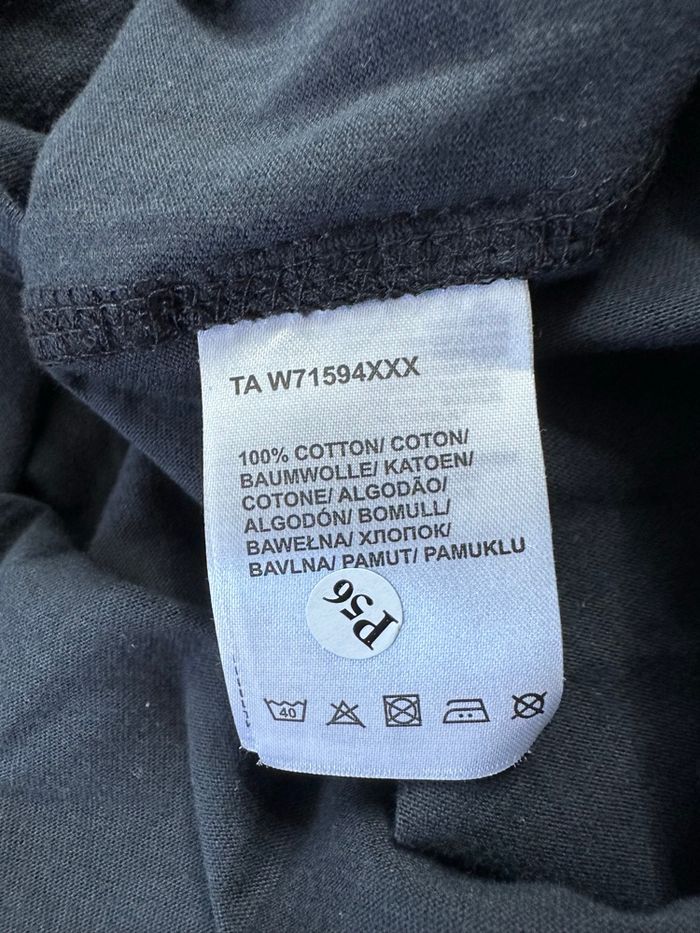 TA W71594XXX
100% COTTON/ COTON/
BAUMWOLLE/ KATOEN/
COTONE/ ALGODÃO/
ALGODÓN/ BOMULL/
BAWEŁNA/ ХЛОПОК/
BAVLNA/ PAMUT/ PAMUKLU
P56
40